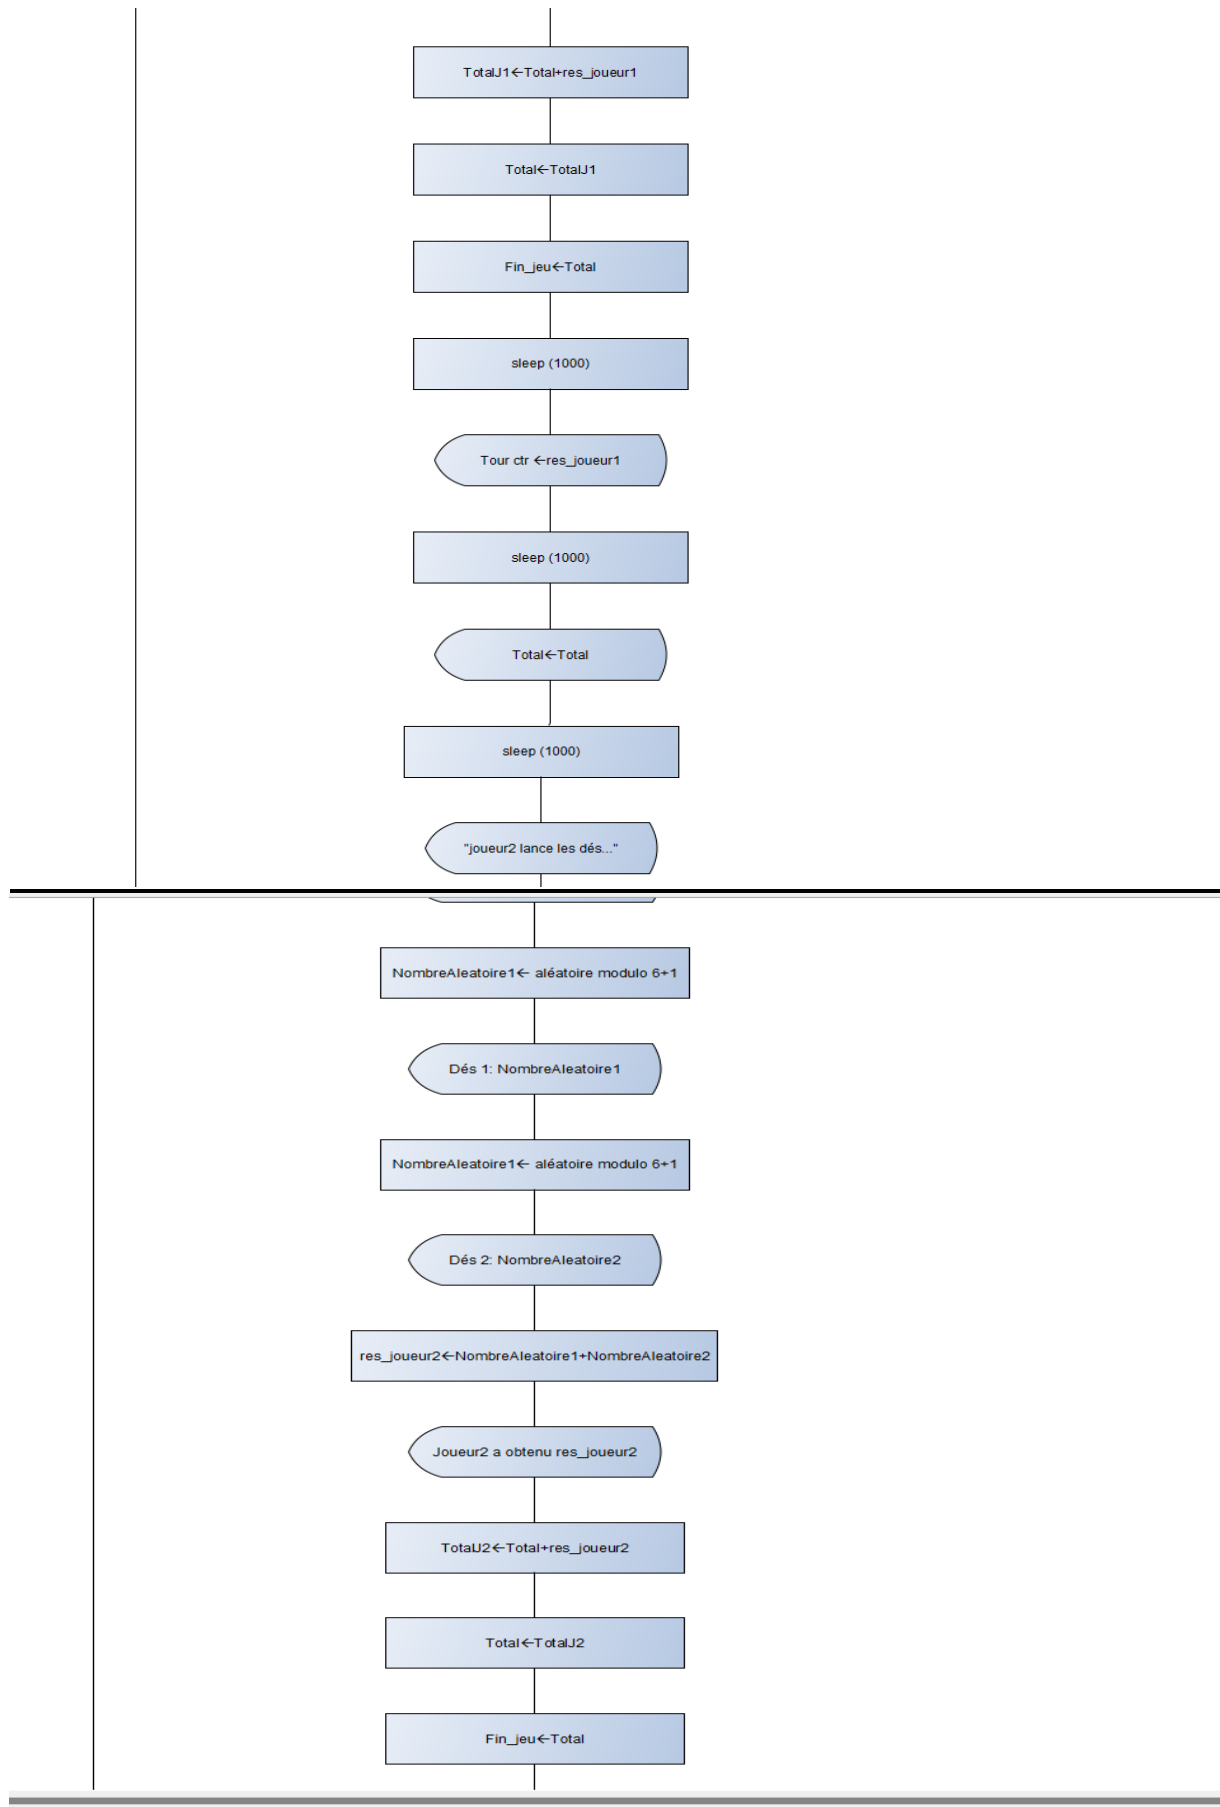 TotalJ1←Total+res_joueur1
Total←TotalJ1
Fin_jeu←Total
sleep (1000)
Tour ctr ←res_joueur1
sleep (1000)
Total←Total
sleep (1000)
"joueur2 lance les dés..."
NombreAleatoire1← aléatoire modulo 6+1
Dés 1: NombreAleatoire1
NombreAleatoire1← aléatoire modulo 6+1
Dés 2: NombreAleatoire2
res_joueur2←NombreAleatoire1+NombreAleatoire2
Joueur2 a obtenu res_joueur2
TotalJ2←Total+res_joueur2
Total←TotalJ2
Fin_jeu←Total